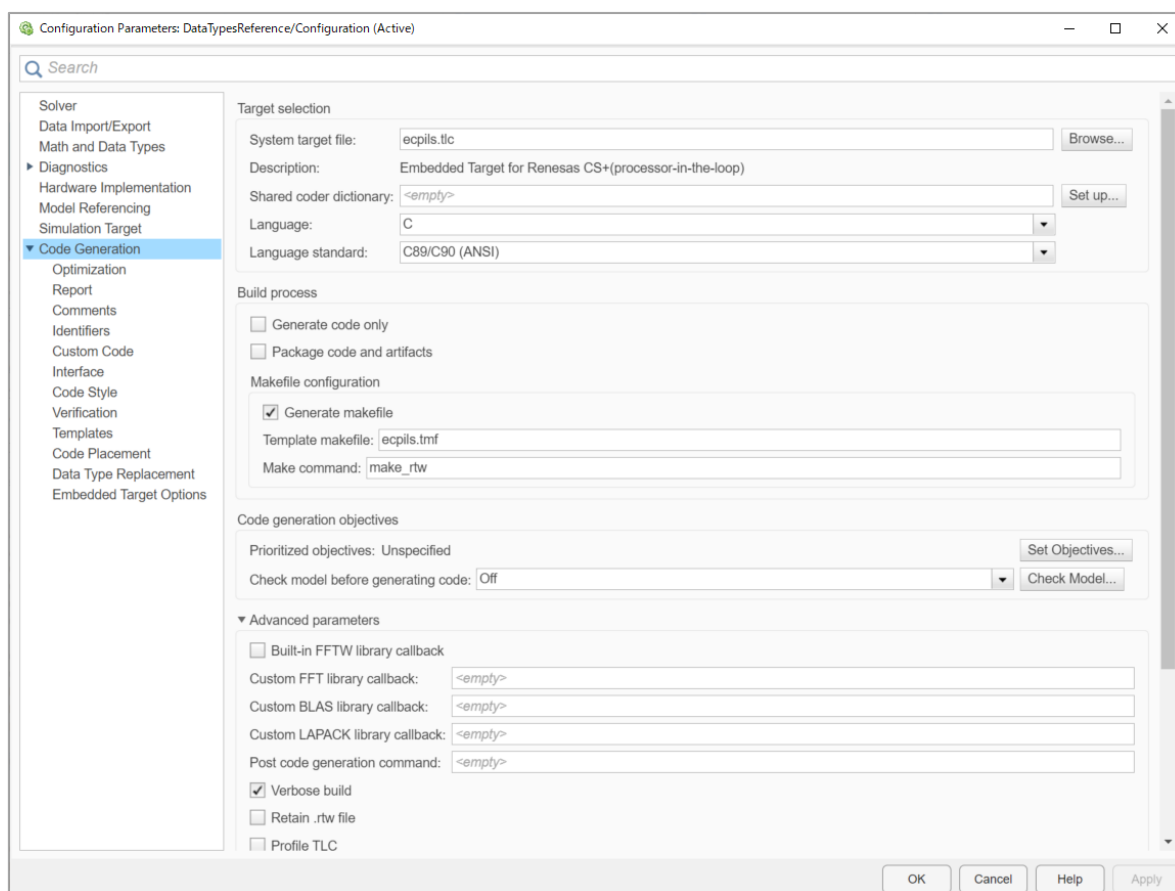 Configuration Parameters: DataTypesReference/Configuration (Active)
Search
Solver
Data Import/Export
Math and Data Types
Diagnostics
Hardware Implementation
Model Referencing
Simulation Target
Code Generation
Optimization
Report
Comments
Identifiers
Custom Code
Interface
Code Style
Verification
Templates
Code Placement
Data Type Replacement
Embedded Target Options
Target selection
System target file: ecpils.tlc Browse...
Description: Embedded Target for Renesas CS+(processor-in-the-loop)
Shared coder dictionary: <empty> Set up...
Language: C
Language standard: C89/C90 (ANSI)
Build process
Generate code only
Package code and artifacts
Makefile configuration
Generate makefile
Template makefile: ecpils.tmf
Make command: make_rtw
Code generation objectives
Prioritized objectives: Unspecified Set Objectives...
Check model before generating code: Off Check Model...
Advanced parameters
Built-in FFTW library callback
Custom FFT library callback: <empty>
Custom BLAS library callback: <empty>
Custom LAPACK library callback: <empty>
Post code generation command: <empty>
Verbose build
Retain .rtw file
Profile TLC
OK Cancel Help Apply